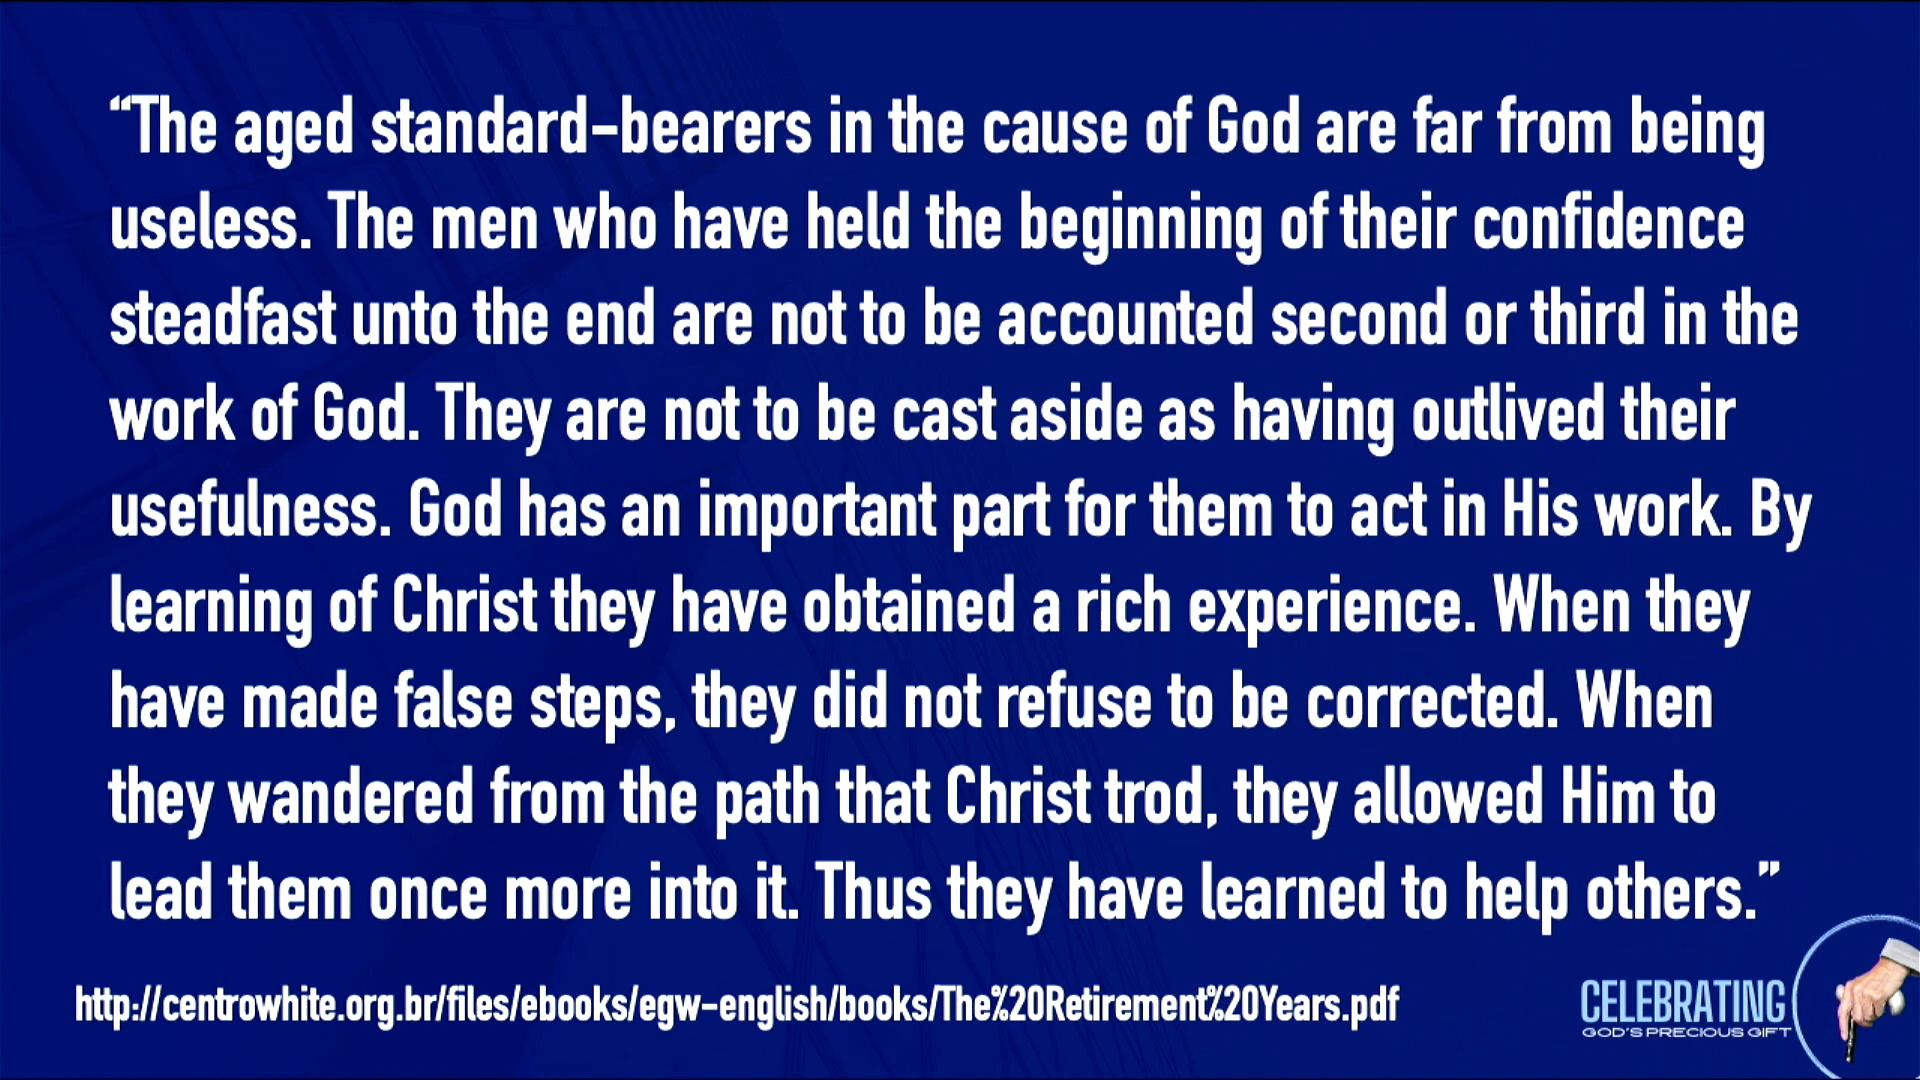 “The aged standard-bearers in the cause of God are far from being
useless. The men who have held the beginning of their confidence
steadfast unto the end are not to be accounted second or third in the
work of God. They are not to be cast aside as having outlived their
usefulness. God has an important part for them to act in His work. By
learning of Christ they have obtained a rich experience. When they
have made false steps, they did not refuse to be corrected. When
they wandered from the path that Christ trod, they allowed Him to
lead them once more into it. Thus they have learned to help others.”
http://centrowhite.org.br/files/ebooks/egw-english/books/The%20Retirement%20Years.pdf
CELEBRATING
GOD'S PRECIOUS GIFT